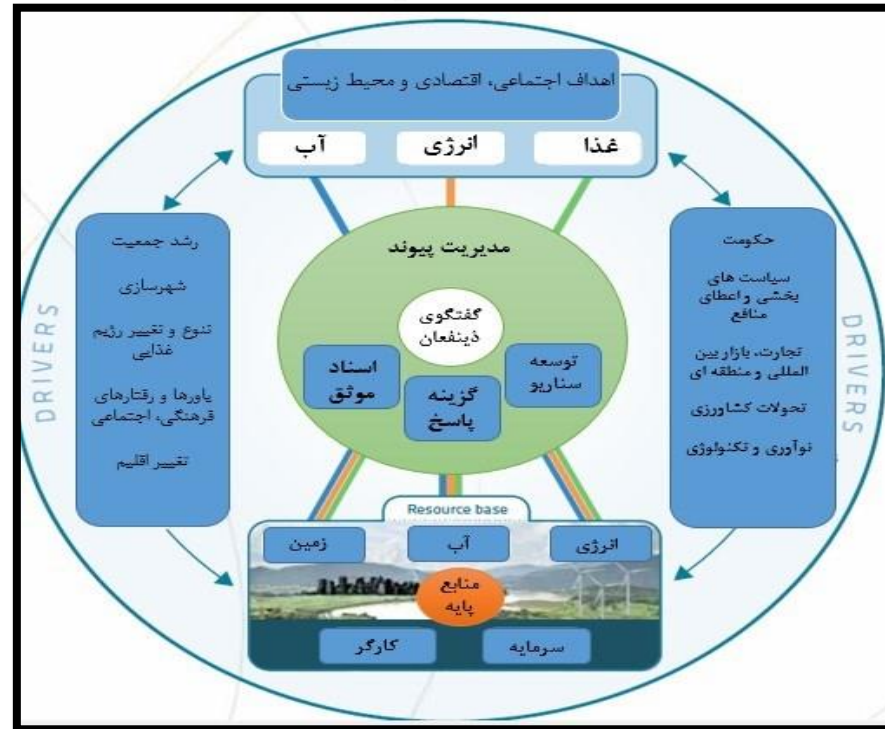 اهداف اجتماعی، اقتصادی و محیط زیستی
غذا
انرژی
آب
حکومت
سیاست های
بخشی و اعطای
منافع
تجارت، بازار بین
المللی و منطقه ای
تحولات کشاورزی
نوآوری و تکنولوژی
DRIVERS
مدیریت پیوند
گفتگوی
ذینفعان
توسعه
سناریو
گزینه
پاسخ
اسناد
موثق
رشد جمعیت
شهرسازی
تنوع و تغییر رژیم
غذایی
باورها و رفتارهای
فرهنگی، اجتماعی
تغییر اقلیم
DRIVERS
Resource base
انرژی
آب
زمین
منابع
پایه
سرمایه
کارگر